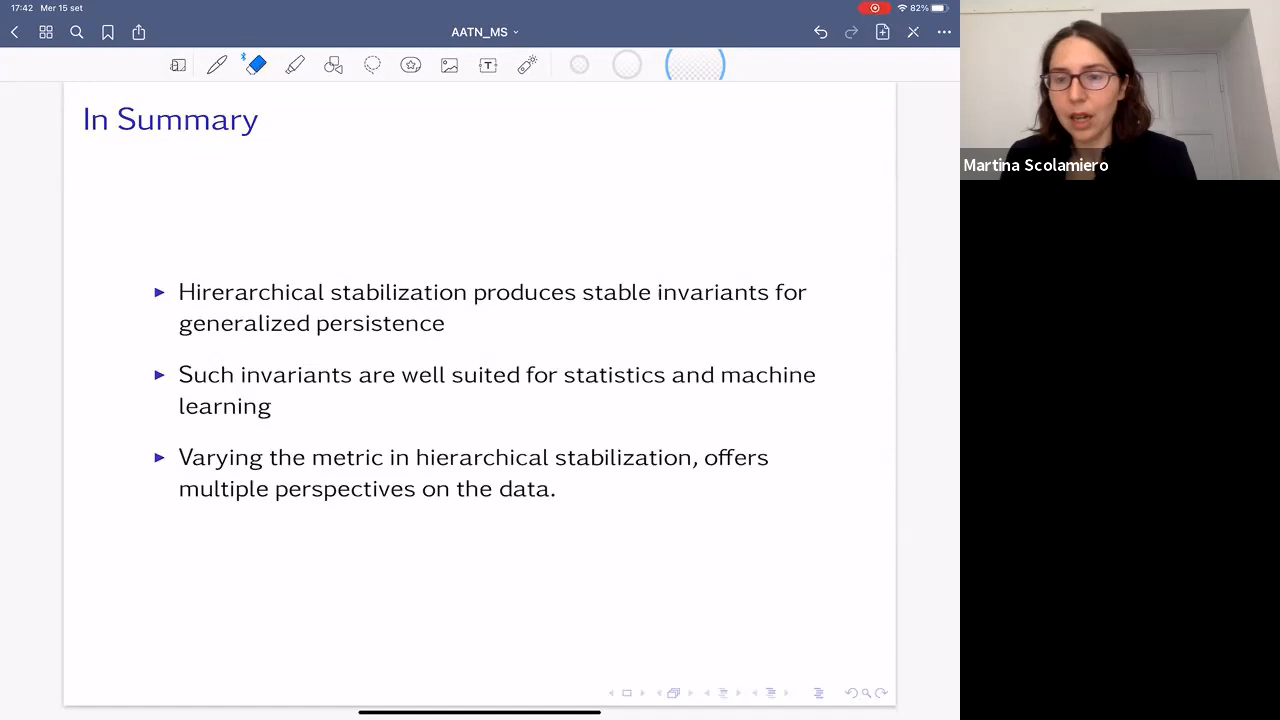 17:42 Mer 15 set
82%
AATN_MS
T
In Summary
Hirerarchical stabilization produces stable invariants for
generalized persistence
Such invariants are well suited for statistics and machine
learning
Varying the metric in hierarchical stabilization, offers
multiple perspectives on the data.
Martina Scolamiero